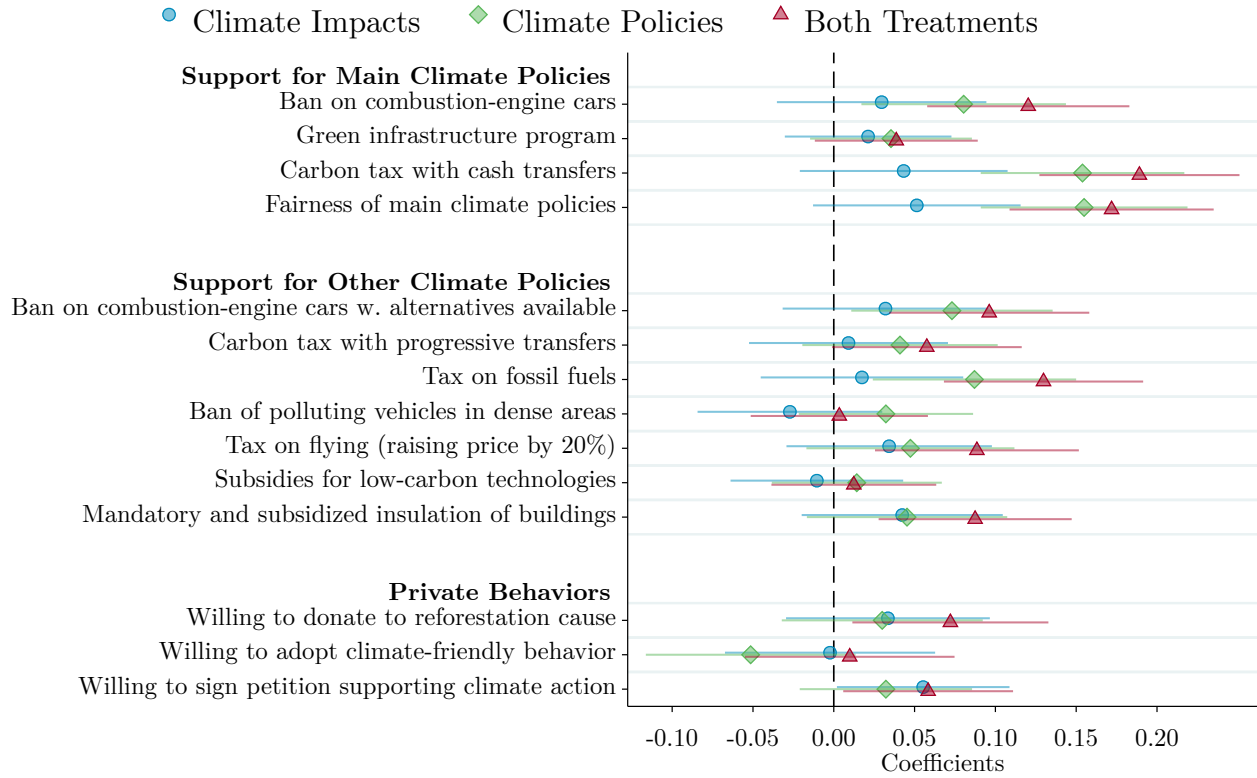 Climate Impacts Climate Policies Both Treatments
Support for Main Climate Policies
Ban on combustion-engine cars
Green infrastructure program
Carbon tax with cash transfers
Fairness of main climate policies
Support for Other Climate Policies
Ban on combustion-engine cars w. alternatives available
Carbon tax with progressive transfers
Tax on fossil fuels
Ban of polluting vehicles in dense areas
Tax on flying (raising price by 20%)
Subsidies for low-carbon technologies
Mandatory and subsidized insulation of buildings
Private Behaviors
Willing to donate to reforestation cause
Willing to adopt climate-friendly behavior
Willing to sign petition supporting climate action
-0.10 -0.05 0.00 0.05 0.10 0.15 0.20
Coefficients